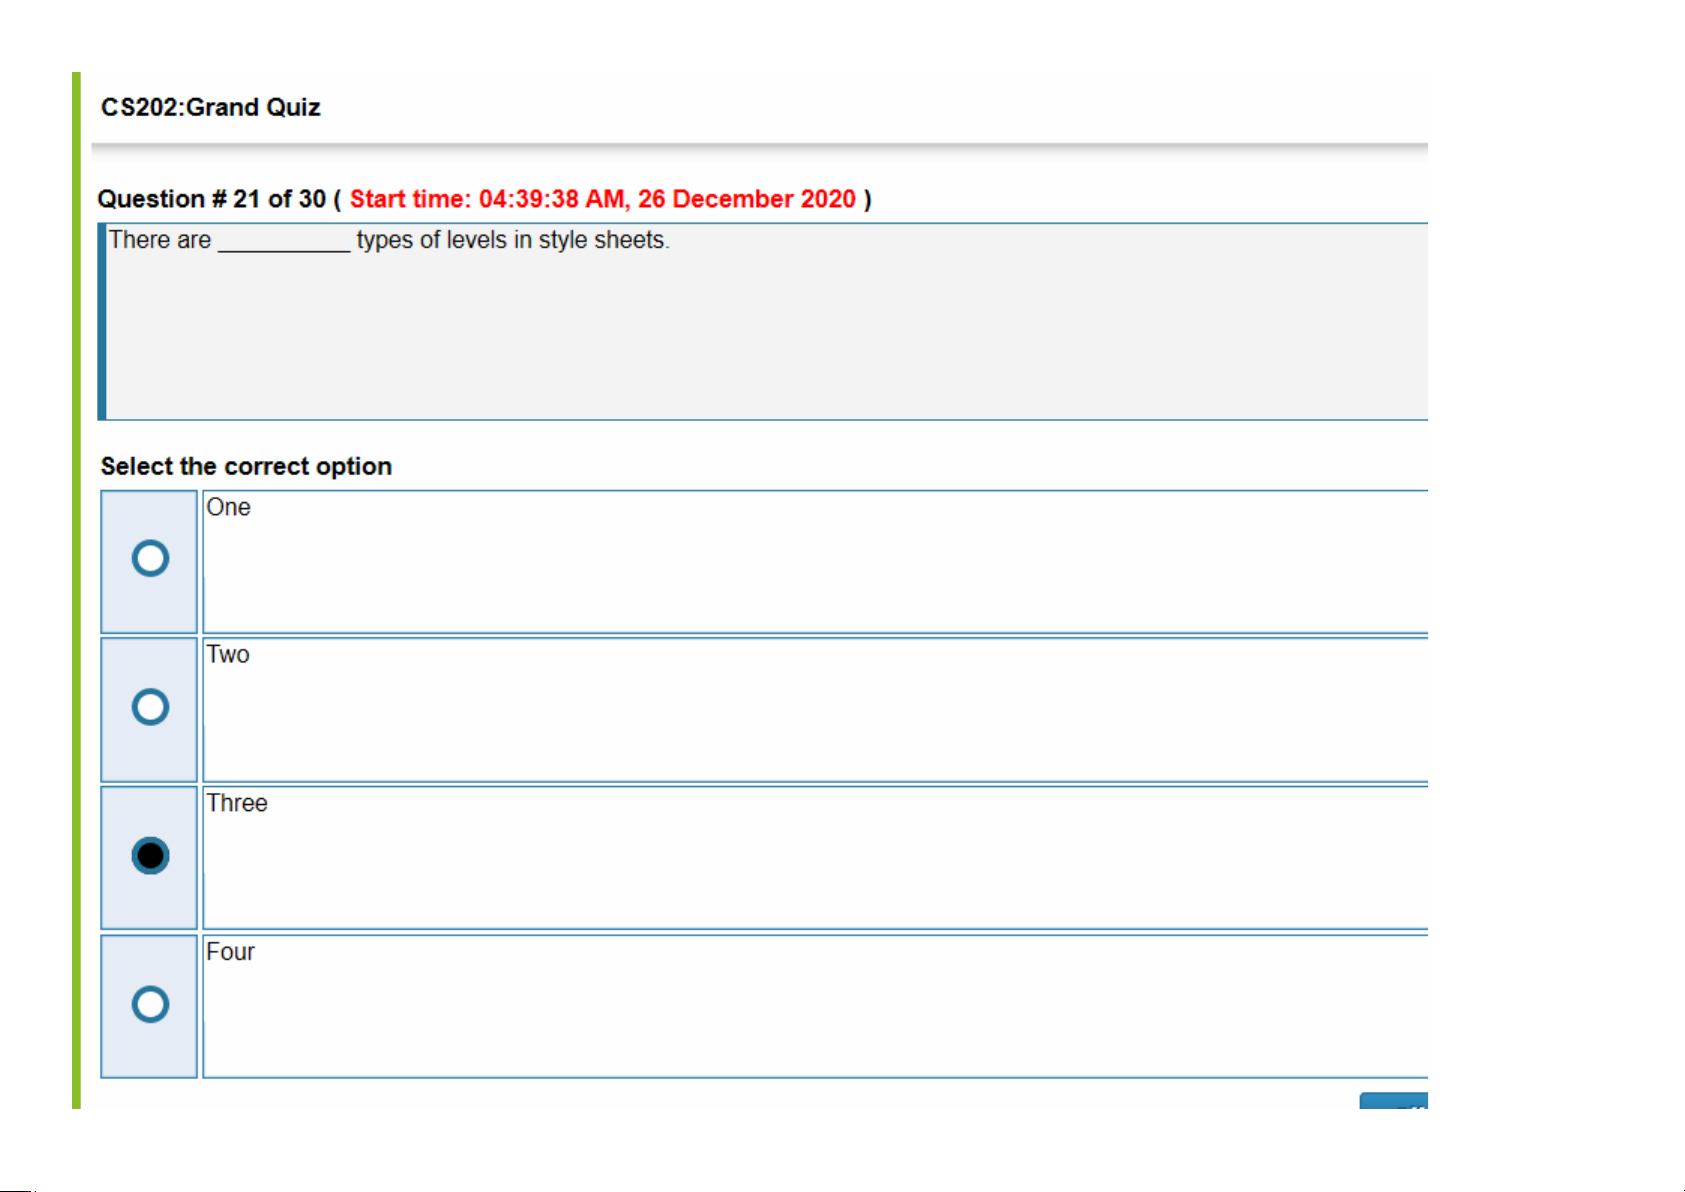 CS202:Grand Quiz
Question # 21 of 30 ( Start time: 04:39:38 AM, 26 December 2020 )
There are __________ types of levels in style sheets.
Select the correct option
One
Two
Three
Four